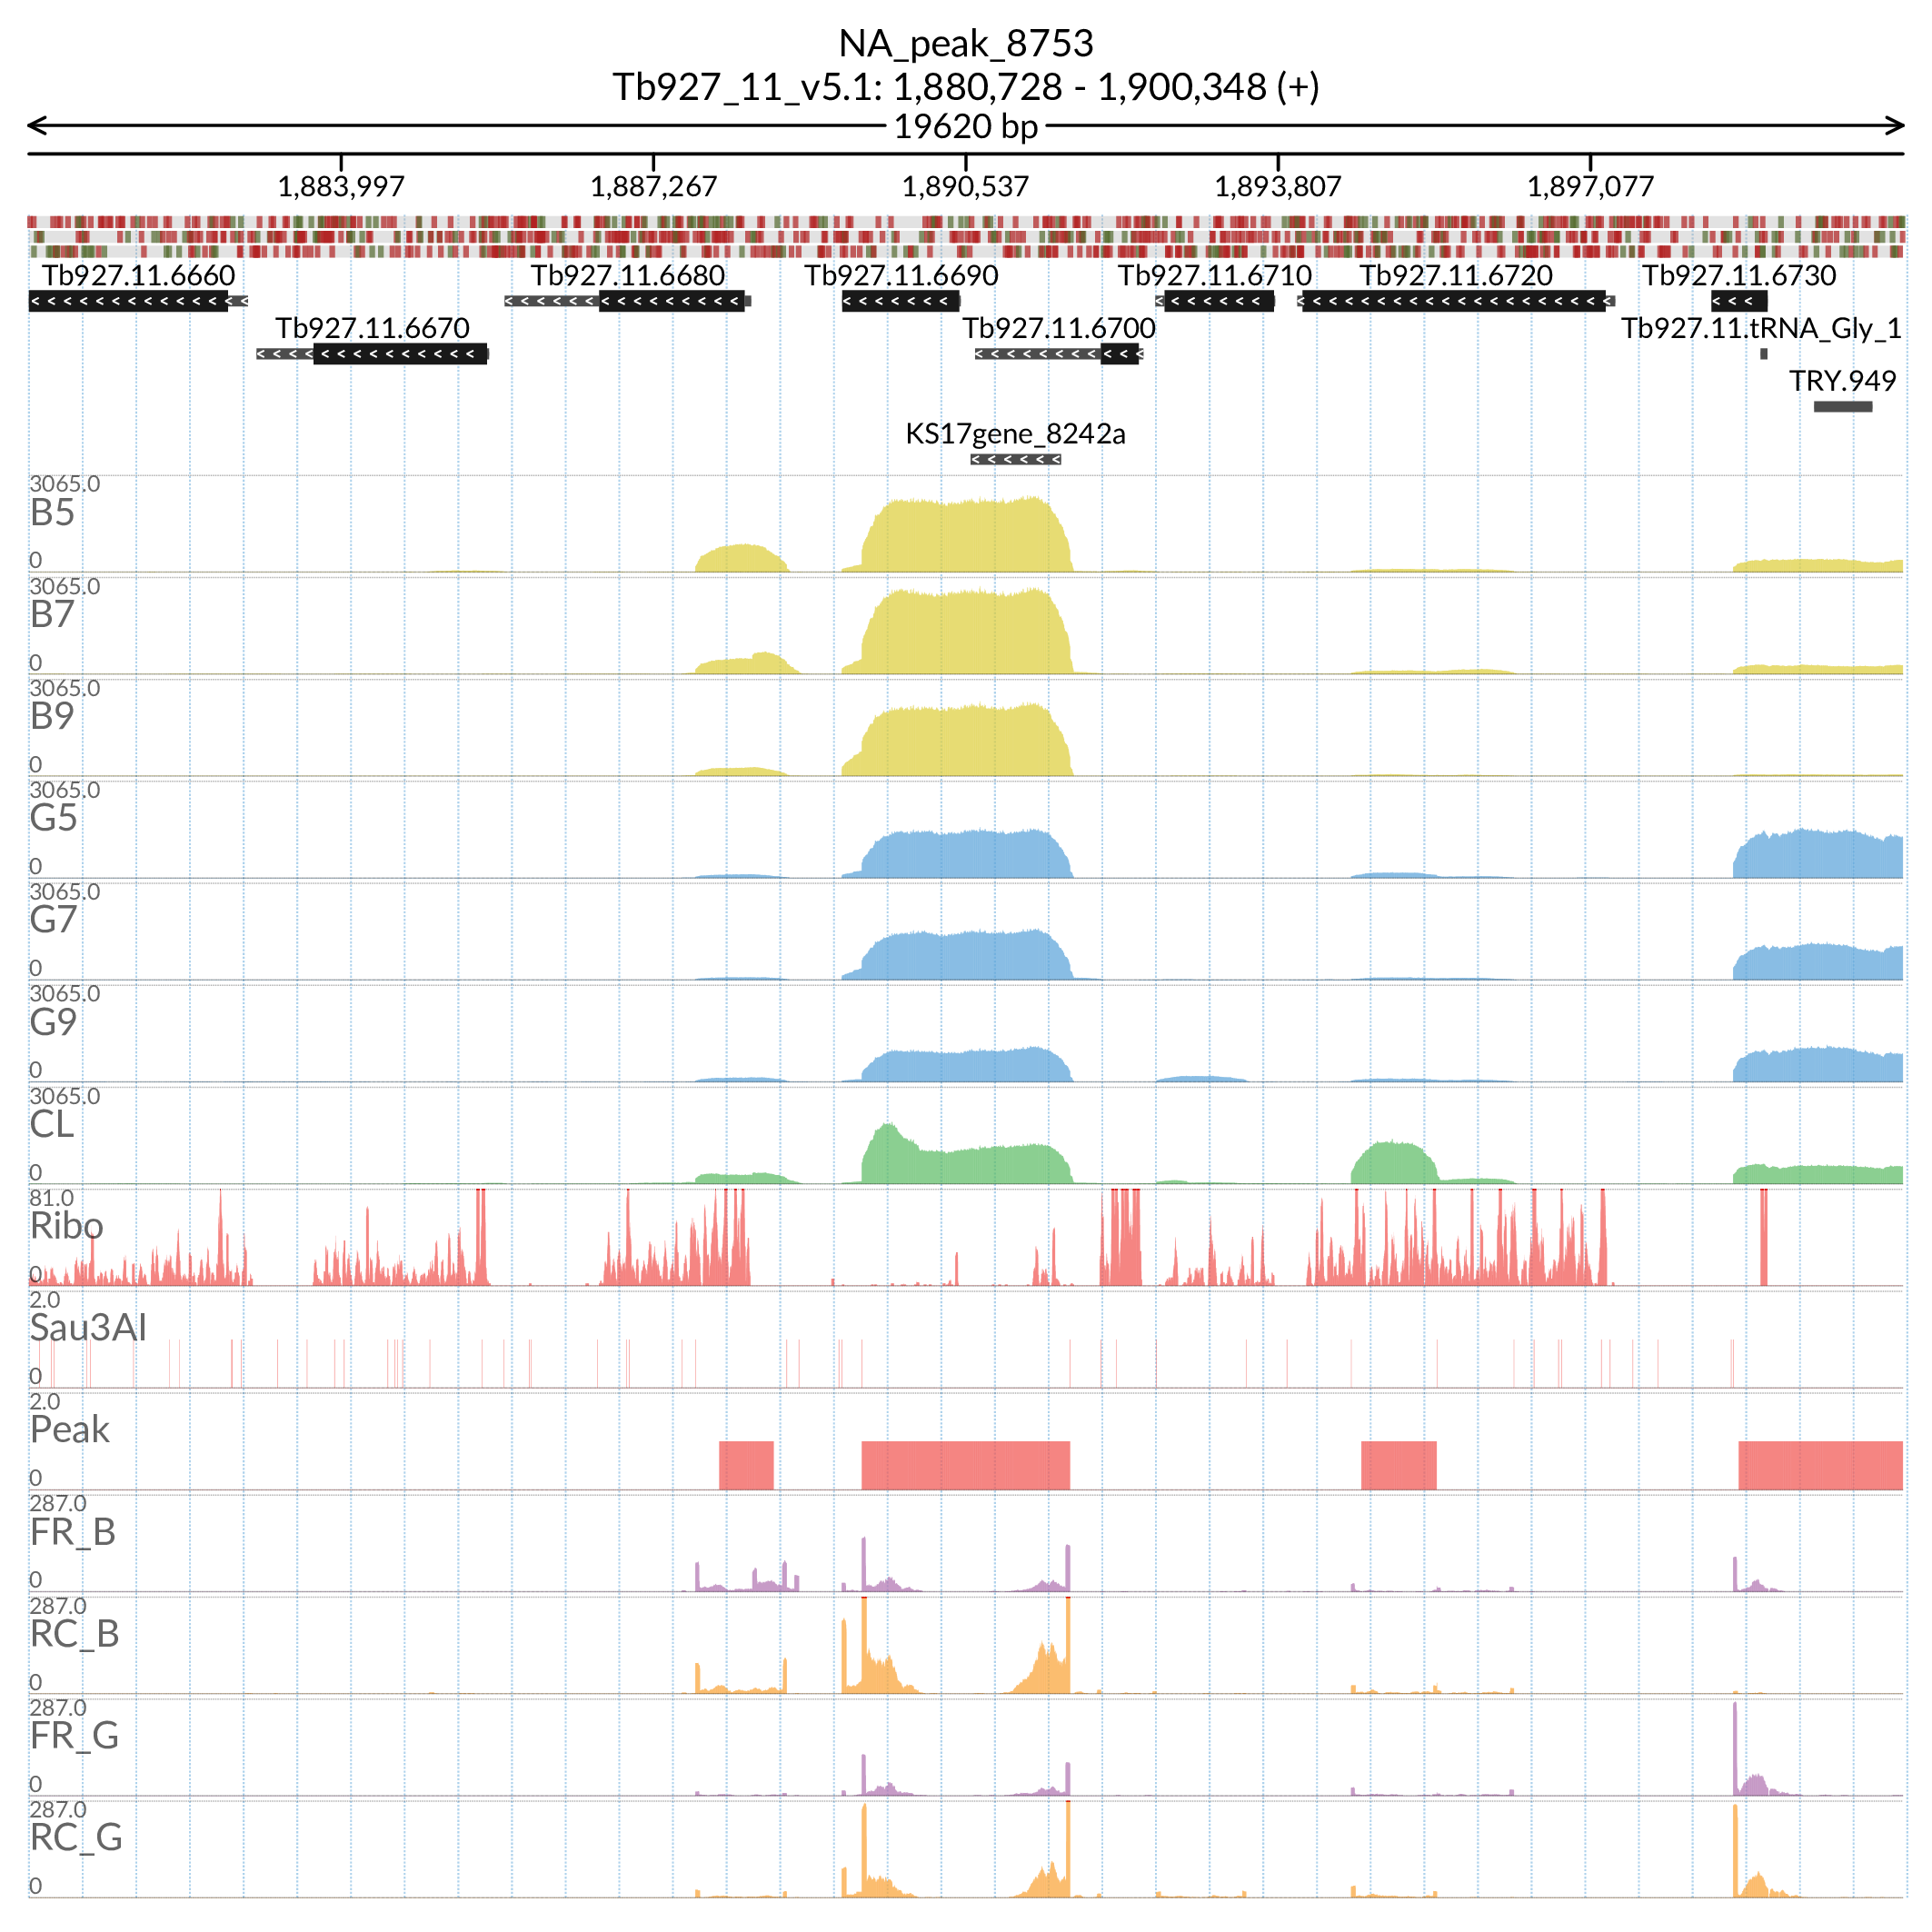 NA_peak_8753
Tb927_11_v5.1: 1,880,728 - 1,900,348 (+)
19620 bp
1,883,997 1,887,267 1,890,537 1,893,807 1,897,077
Tb927.11.6660 Tb927.11.6680 Tb927.11.6690 Tb927.11.6710 Tb927.11.6720 Tb927.11.6730
Tb927.11.6670 Tb927.11.6700 Tb927.11.tRNA_Gly_1
TRY.949
KS17gene_8242a
3065.0
B5
0
3065.0
B7
0
3065.0
B9
0
3065.0
G5
0
3065.0
G7
0
3065.0
G9
0
3065.0
CL
0
81.0
Ribo
0
2.0
Sau3AI
0
2.0
Peak
0
287.0
FR_B
0
287.0
RC_B
0
287.0
FR_G
0
287.0
RC_G
0